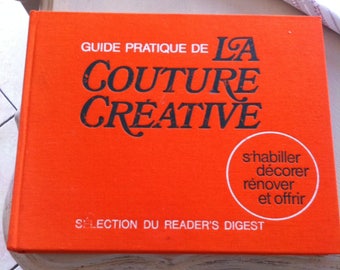 GUIDE PRATIQUE DE LA
COUTURE
CRÉATIVE
s'habiller
décorer
rénover
et offrir
SÉLECTION DU READER'S DIGEST